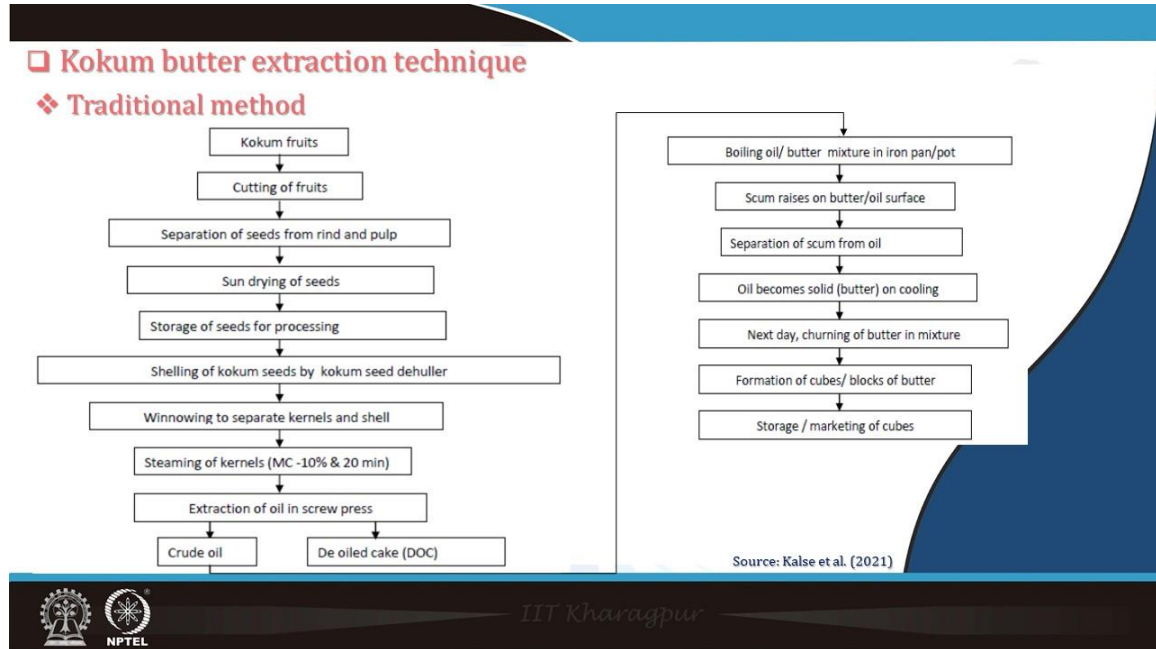 Kokum butter extraction technique
Traditional method
Kokum fruits
Cutting of fruits
Separation of seeds from rind and pulp
Sun drying of seeds
Storage of seeds for processing
Shelling of kokum seeds by kokum seed dehuller
Winnowing to separate kernels and shell
Steaming of kernels (MC -10% & 20 min)
Extraction of oil in screw press
Crude oil
De oiled cake (DOC)
Boiling oil/ butter mixture in iron pan/pot
Scum raises on butter/oil surface
Separation of scum from oil
Oil becomes solid (butter) on cooling
Next day, churning of butter in mixture
Formation of cubes/ blocks of butter
Storage / marketing of cubes
Source: Kalse et al. (2021)
IIT Kharagpur
NPTEL